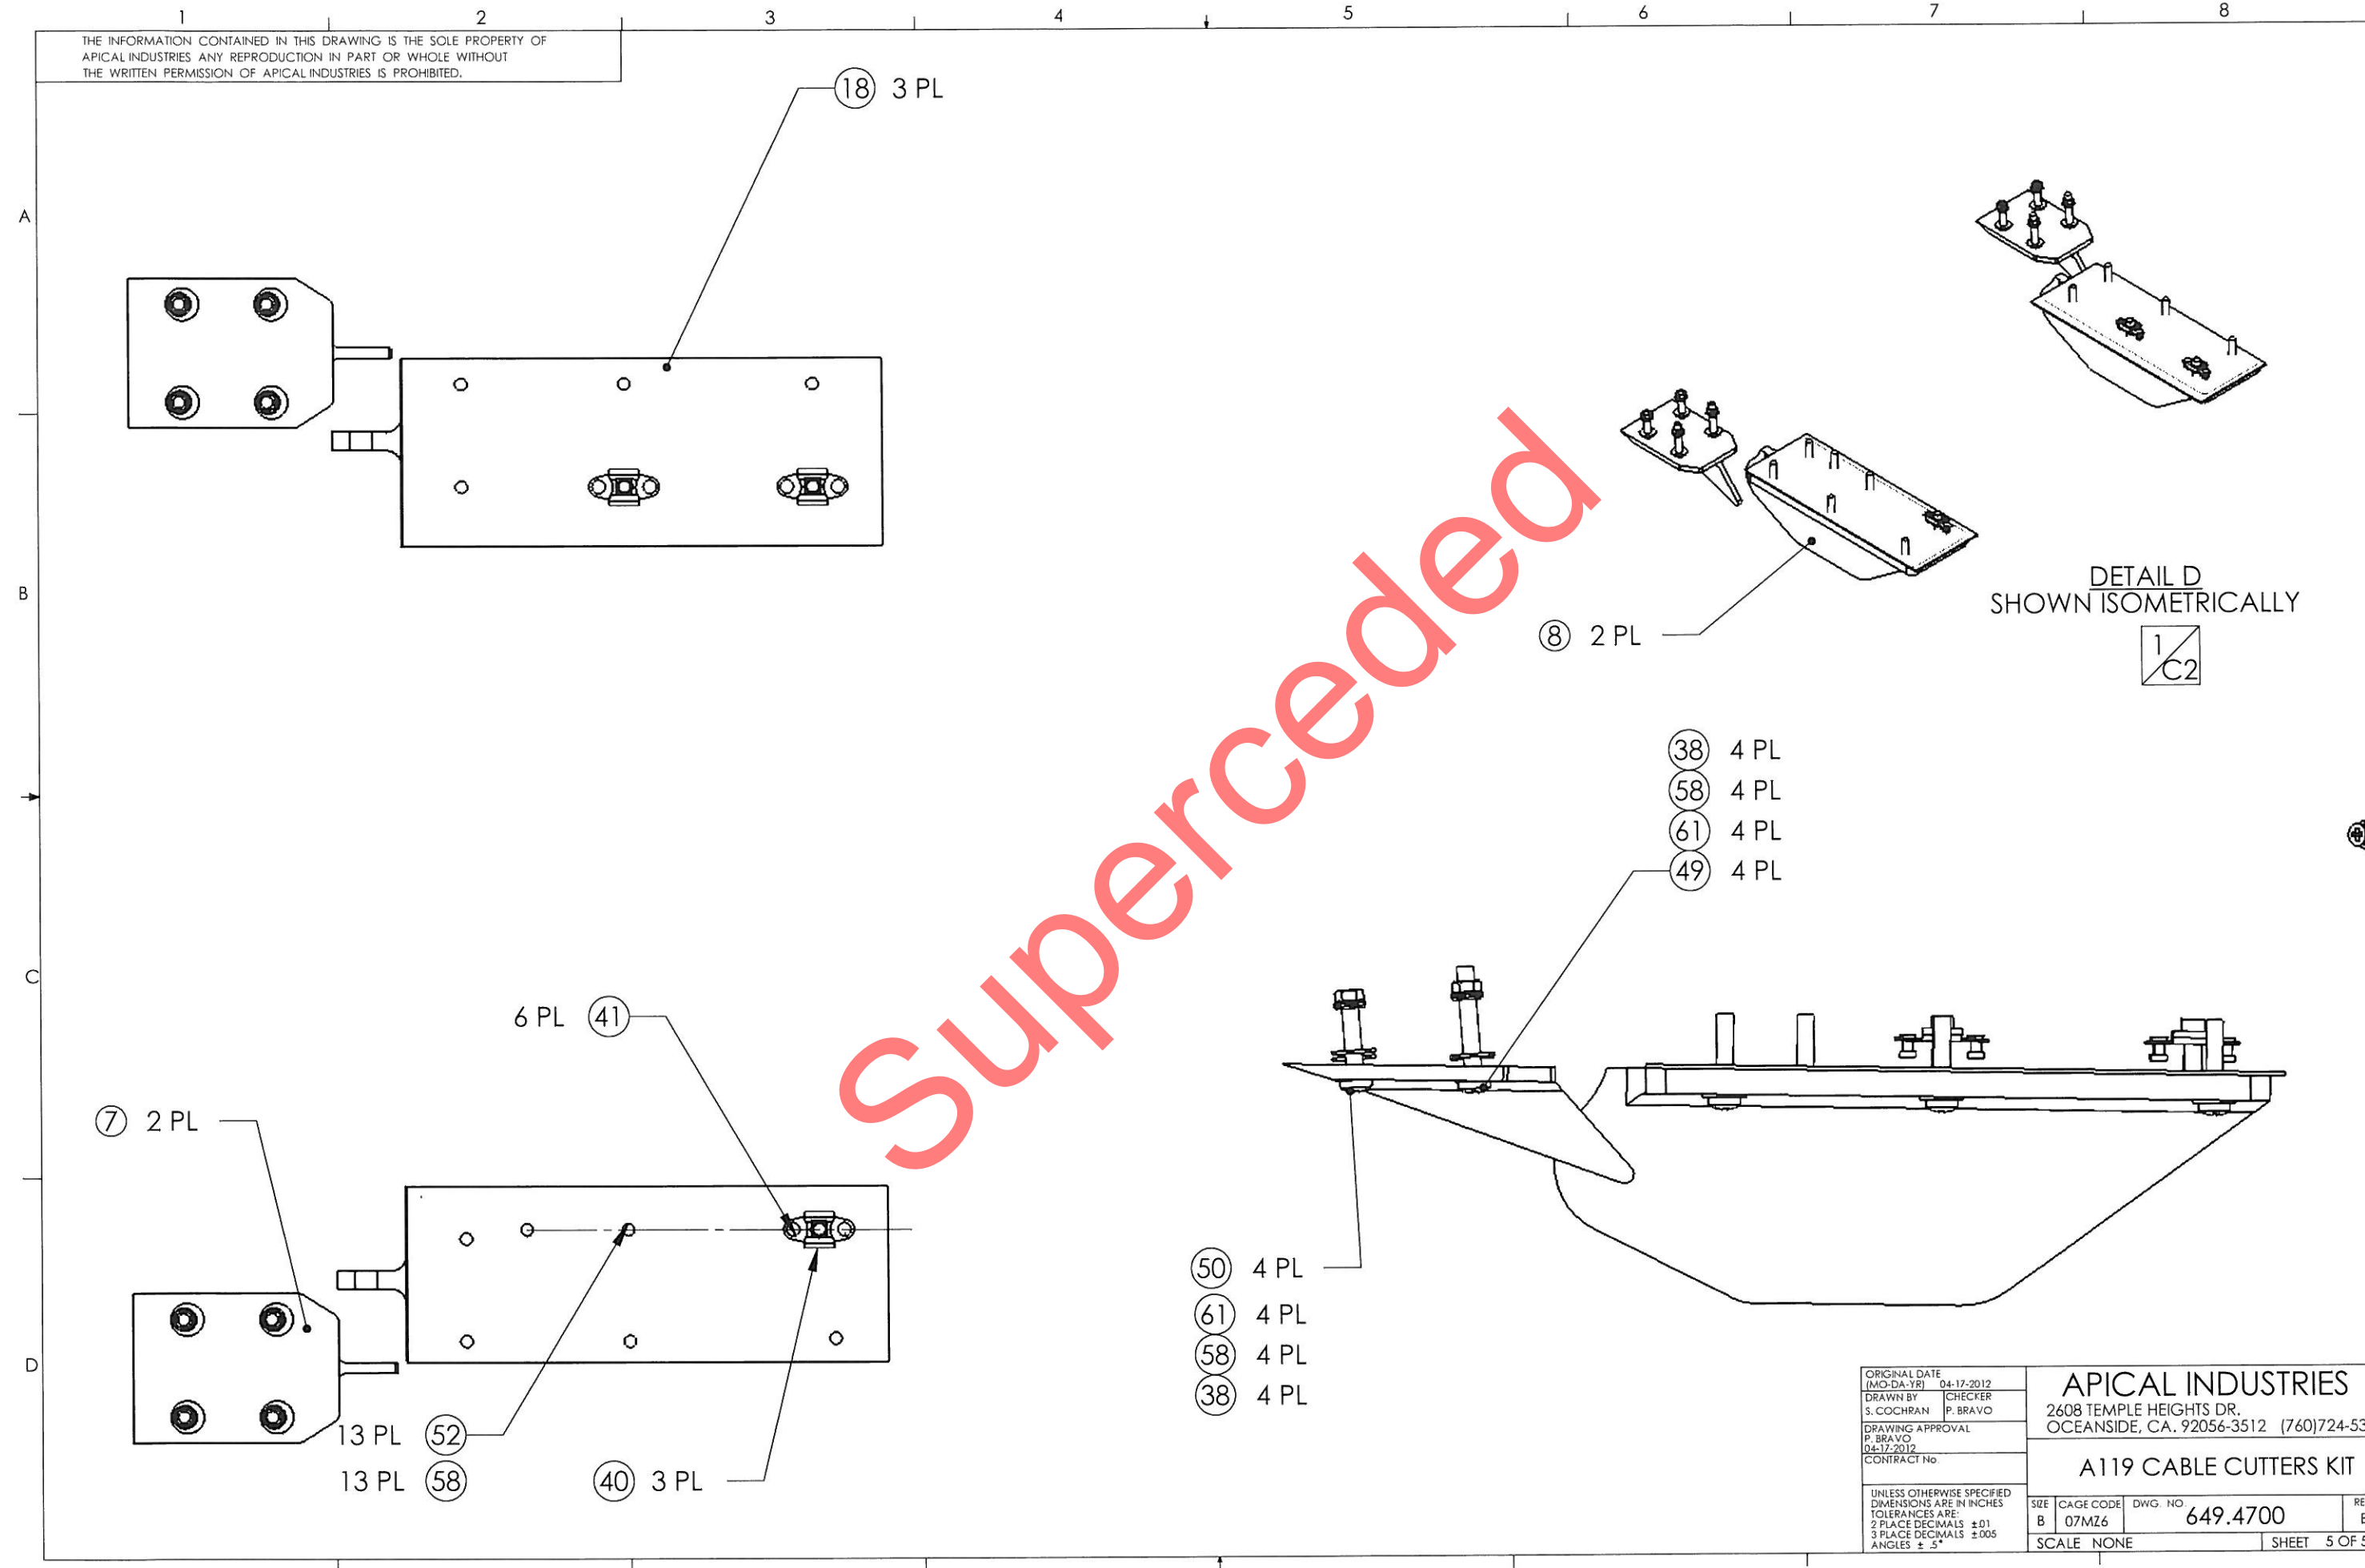 1 2 3 4 5 6 7 8
THE INFORMATION CONTAINED IN THIS DRAWING IS THE SOLE PROPERTY OF
APICAL INDUSTRIES ANY REPRODUCTION IN PART OR WHOLE WITHOUT
THE WRITTEN PERMISSION OF APICAL INDUSTRIES IS PROHIBITED.
18 3 PL
A
B
DETAIL D
SHOWN ISOMETRICALLY
1/C2
8 2 PL
Superceded
38 4 PL
58 4 PL
61 4 PL
49 4 PL
C
6 PL 41
7 2 PL
50 4 PL
61 4 PL
58 4 PL
38 4 PL
D
13 PL 52
13 PL 58
40 3 PL
ORIGINAL DATE
(MO-DA-YR) 04-17-2012
DRAWN BY CHECKER
S. COCHRAN P. BRAVO
DRAWING APPROVAL
P. BRAVO
04-17-2012
CONTRACT No.
UNLESS OTHERWISE SPECIFIED
DIMENSIONS ARE IN INCHES
TOLERANCES ARE:
2 PLACE DECIMALS ±.01
3 PLACE DECIMALS ±.005
ANGLES ± .5°
APICAL INDUSTRIES
2608 TEMPLE HEIGHTS DR.
OCEANSIDE, CA. 92056-3512 (760)724-53
A119 CABLE CUTTERS KIT
SIZE CAGE CODE DWG. NO. RE
B 07MZ6 649.4700
SCALE NONE SHEET 5 OF 5